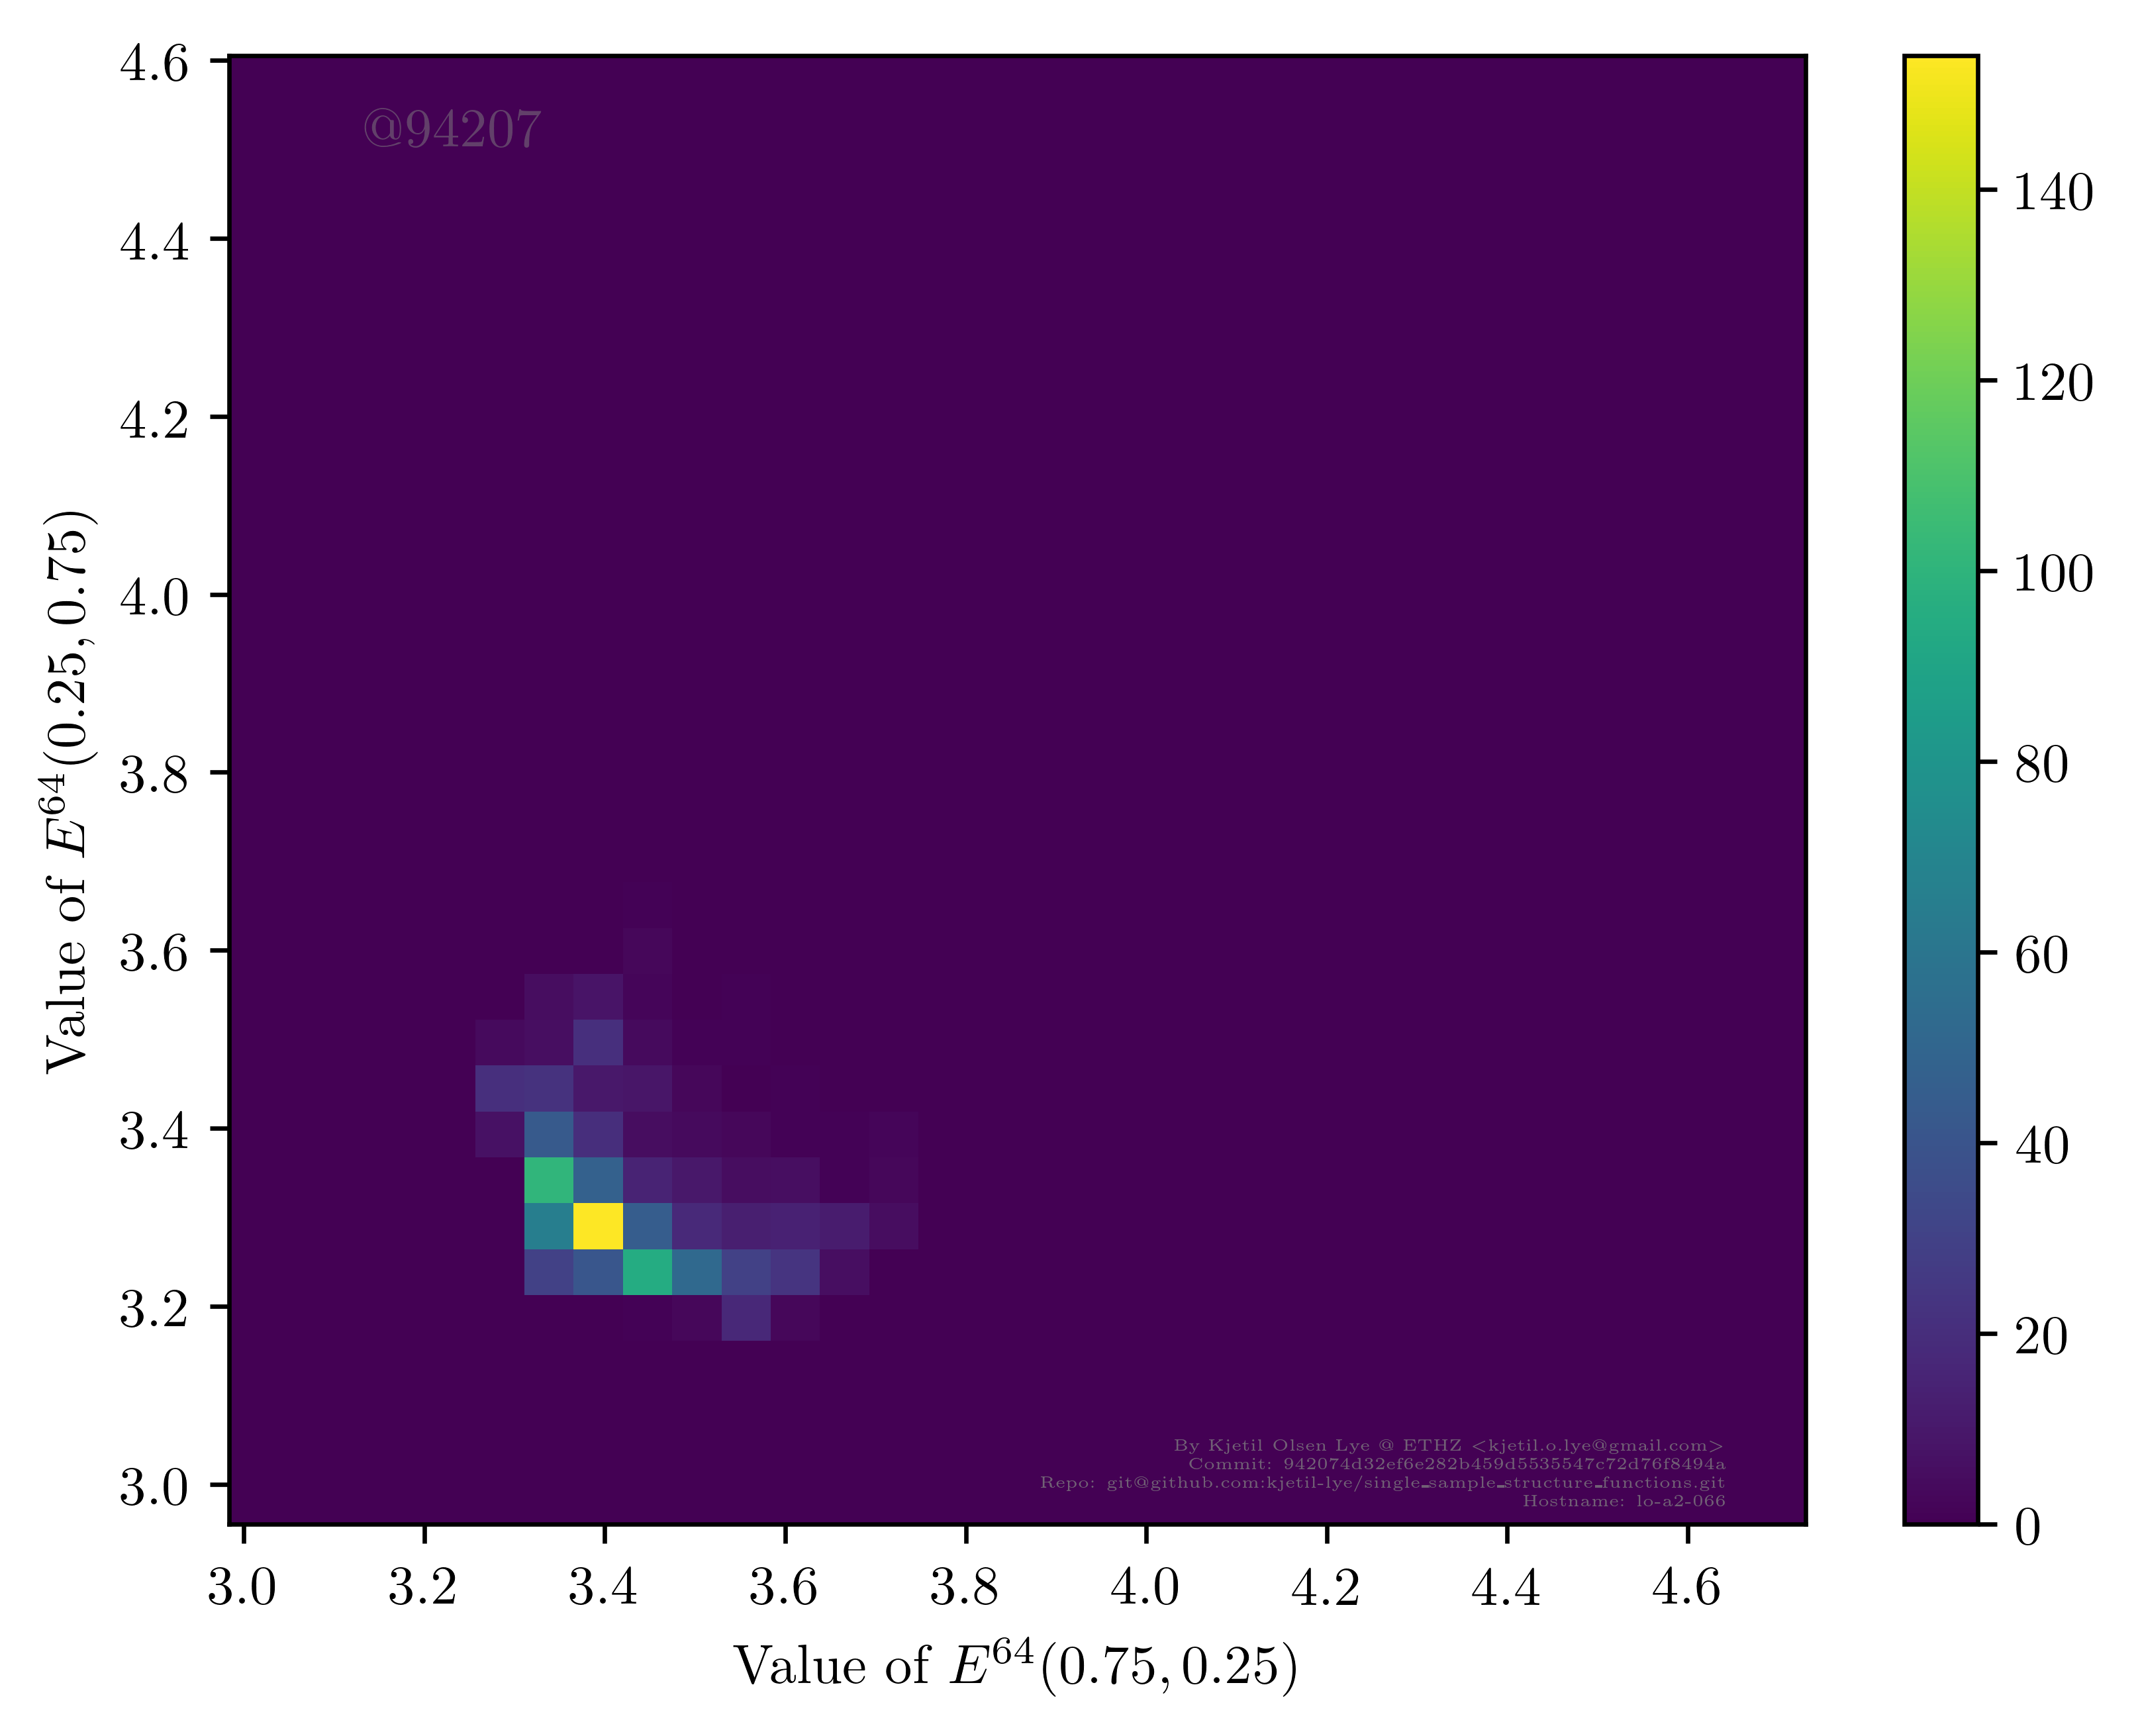 @94207
4.6
4.4
4.2
4.0
3.8
3.6
3.4
3.2
3.0
Value of E^64(0.25, 0.75)
3.0 3.2 3.4 3.6 3.8 4.0 4.2 4.4 4.6
Value of E^64(0.75, 0.25)
140
120
100
80
60
40
20
0
By Kjetil Olsen Lye @ ETHZ <kjetil.o.lye@gmail.com>
Commit: 942074d32ef6e282b459d5535547c72d76f8494a
Repo: git@github.com:kjetil-lye/single_sample_structure_functions.git
Hostname: lo-a2-066